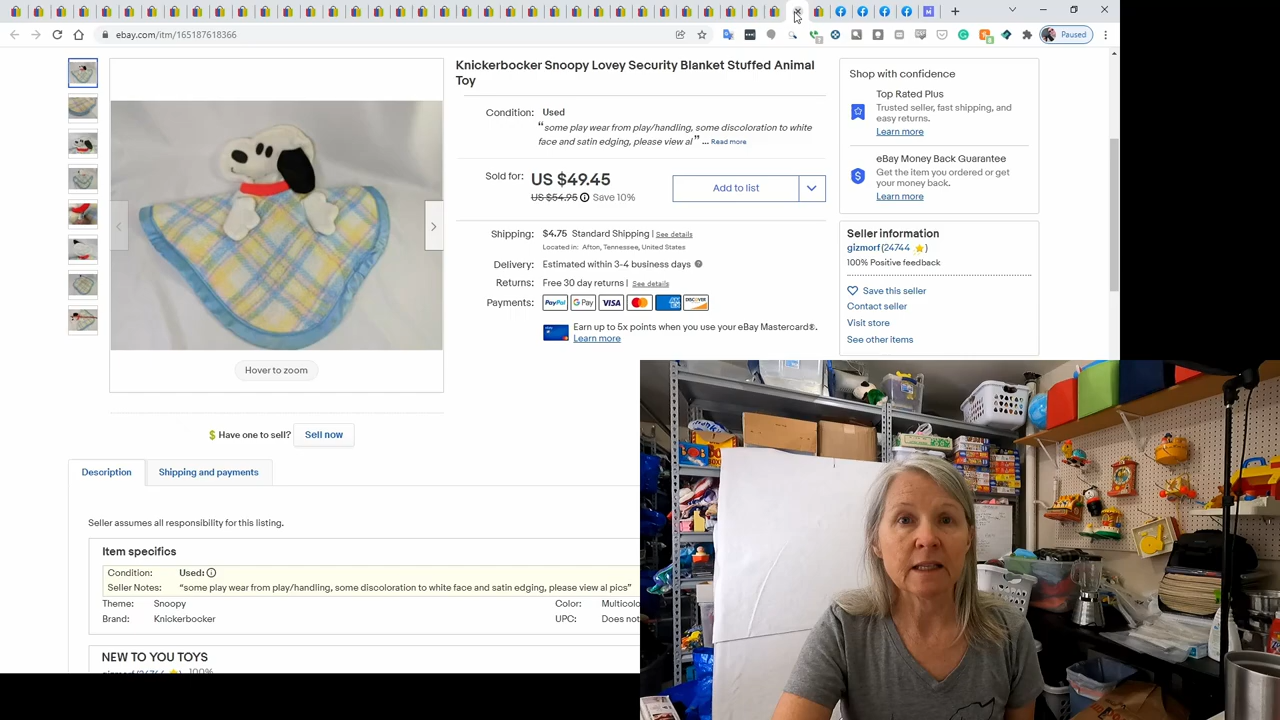 ebay.com/itm/165187618366
Paused
Knickerbocker Snoopy Lovey Security Blanket Stuffed Animal
Toy
Condition: Used
“some play wear from play/handling, some discoloration to white
face and satin edging, please view al” ... Read more
Sold for: US $49.45
US $54.95 Save 10%
Add to list
Shipping: $4.75 Standard Shipping | See details
Located in: Afton, Tennessee, United States
Delivery: Estimated within 3-4 business days
Returns: Free 30 day returns | See details
Payments: PayPal G Pay VISA MasterCard DISCOVER
Earn up to 5x points when you use your eBay Mastercard®.
Learn more
Shop with confidence
Top Rated Plus
Trusted seller, fast shipping, and
easy returns.
Learn more
eBay Money Back Guarantee
Get the item you ordered or get
your money back.
Learn more
Seller information
gizmorf (24744 )
100% Positive feedback
Save this seller
Contact seller
Visit store
See other items
Hover to zoom
$ Have one to sell? Sell now
Description
Shipping and payments
Seller assumes all responsibility for this listing.
Item specifics
Condition: Used:
Seller Notes: “some play wear from play/handling, some discoloration to white face and satin edging, please view al pics”
Theme: Snoopy
Color: Multicolo
Brand: Knickerbocker
UPC: Does not
NEW TO YOU TOYS